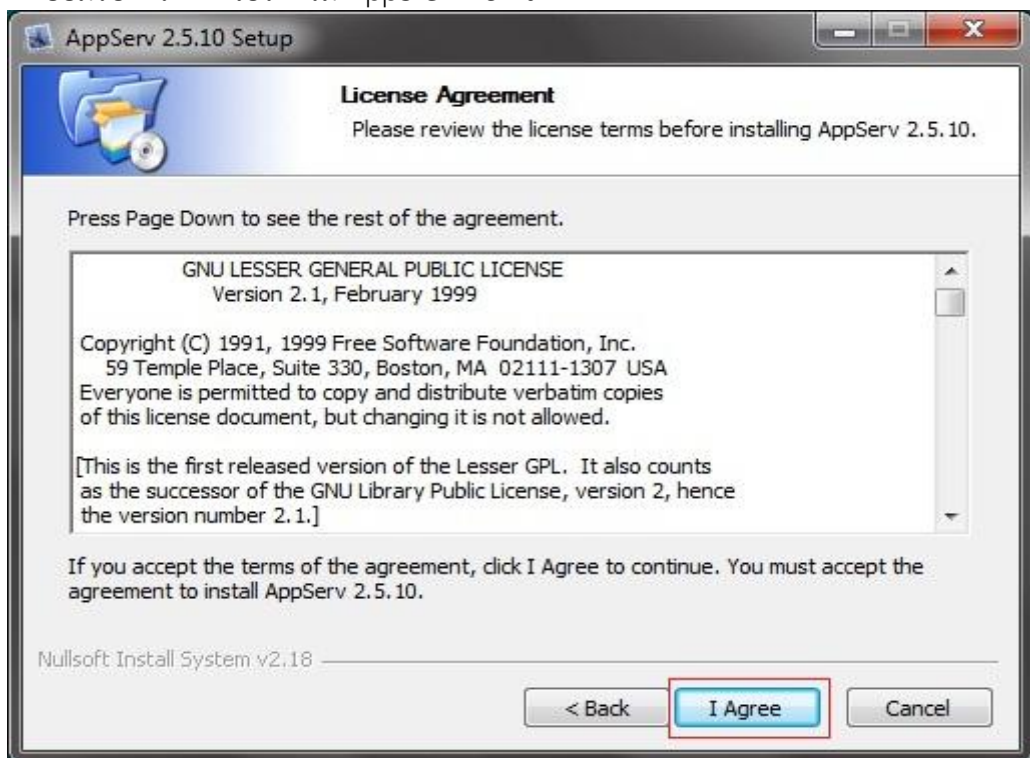 AppServ 2.5.10 Setup
License Agreement
Please review the license terms before installing AppServ 2.5.10.
Press Page Down to see the rest of the agreement.
GNU LESSER GENERAL PUBLIC LICENSE
Version 2.1, February 1999
Copyright (C) 1991, 1999 Free Software Foundation, Inc.
59 Temple Place, Suite 330, Boston, MA 02111-1307 USA
Everyone is permitted to copy and distribute verbatim copies
of this license document, but changing it is not allowed.
[This is the first released version of the Lesser GPL. It also counts
as the successor of the GNU Library Public License, version 2, hence
the version number 2.1.]
If you accept the terms of the agreement, click I Agree to continue. You must accept the
agreement to install AppServ 2.5.10.
Nullsoft Install System v2.18
< Back I Agree Cancel